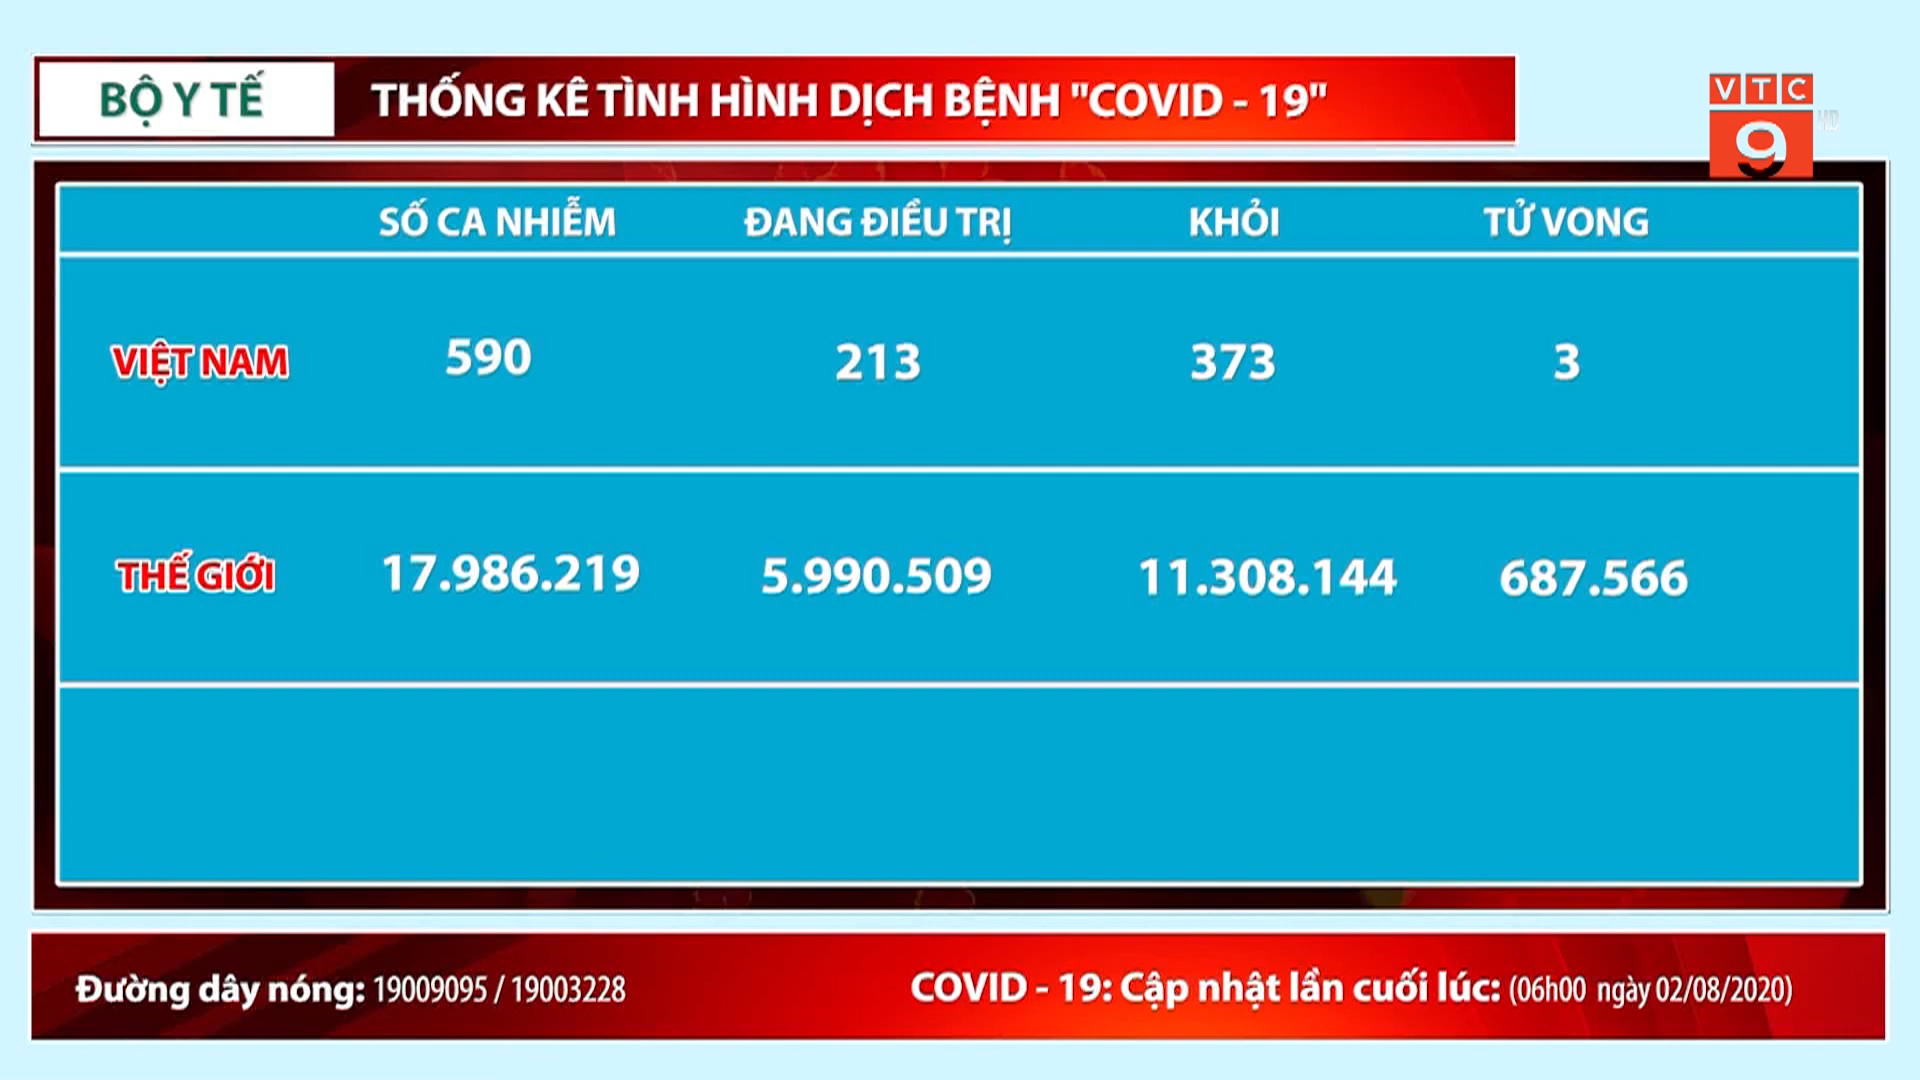 BỘ Y TẾ
THỐNG KÊ TÌNH HÌNH DỊCH BỆNH "COVID - 19"
VTC
9
HD
SỐ CA NHIỄM ĐANG ĐIỀU TRỊ KHỎI TỬ VONG
VIỆT NAM 590 213 373 3
THẾ GIỚI 17.986.219 5.990.509 11.308.144 687.566
Đường dây nóng: 19009095 / 19003228
COVID - 19: Cập nhật lần cuối lúc: (06h00 ngày 02/08/2020)